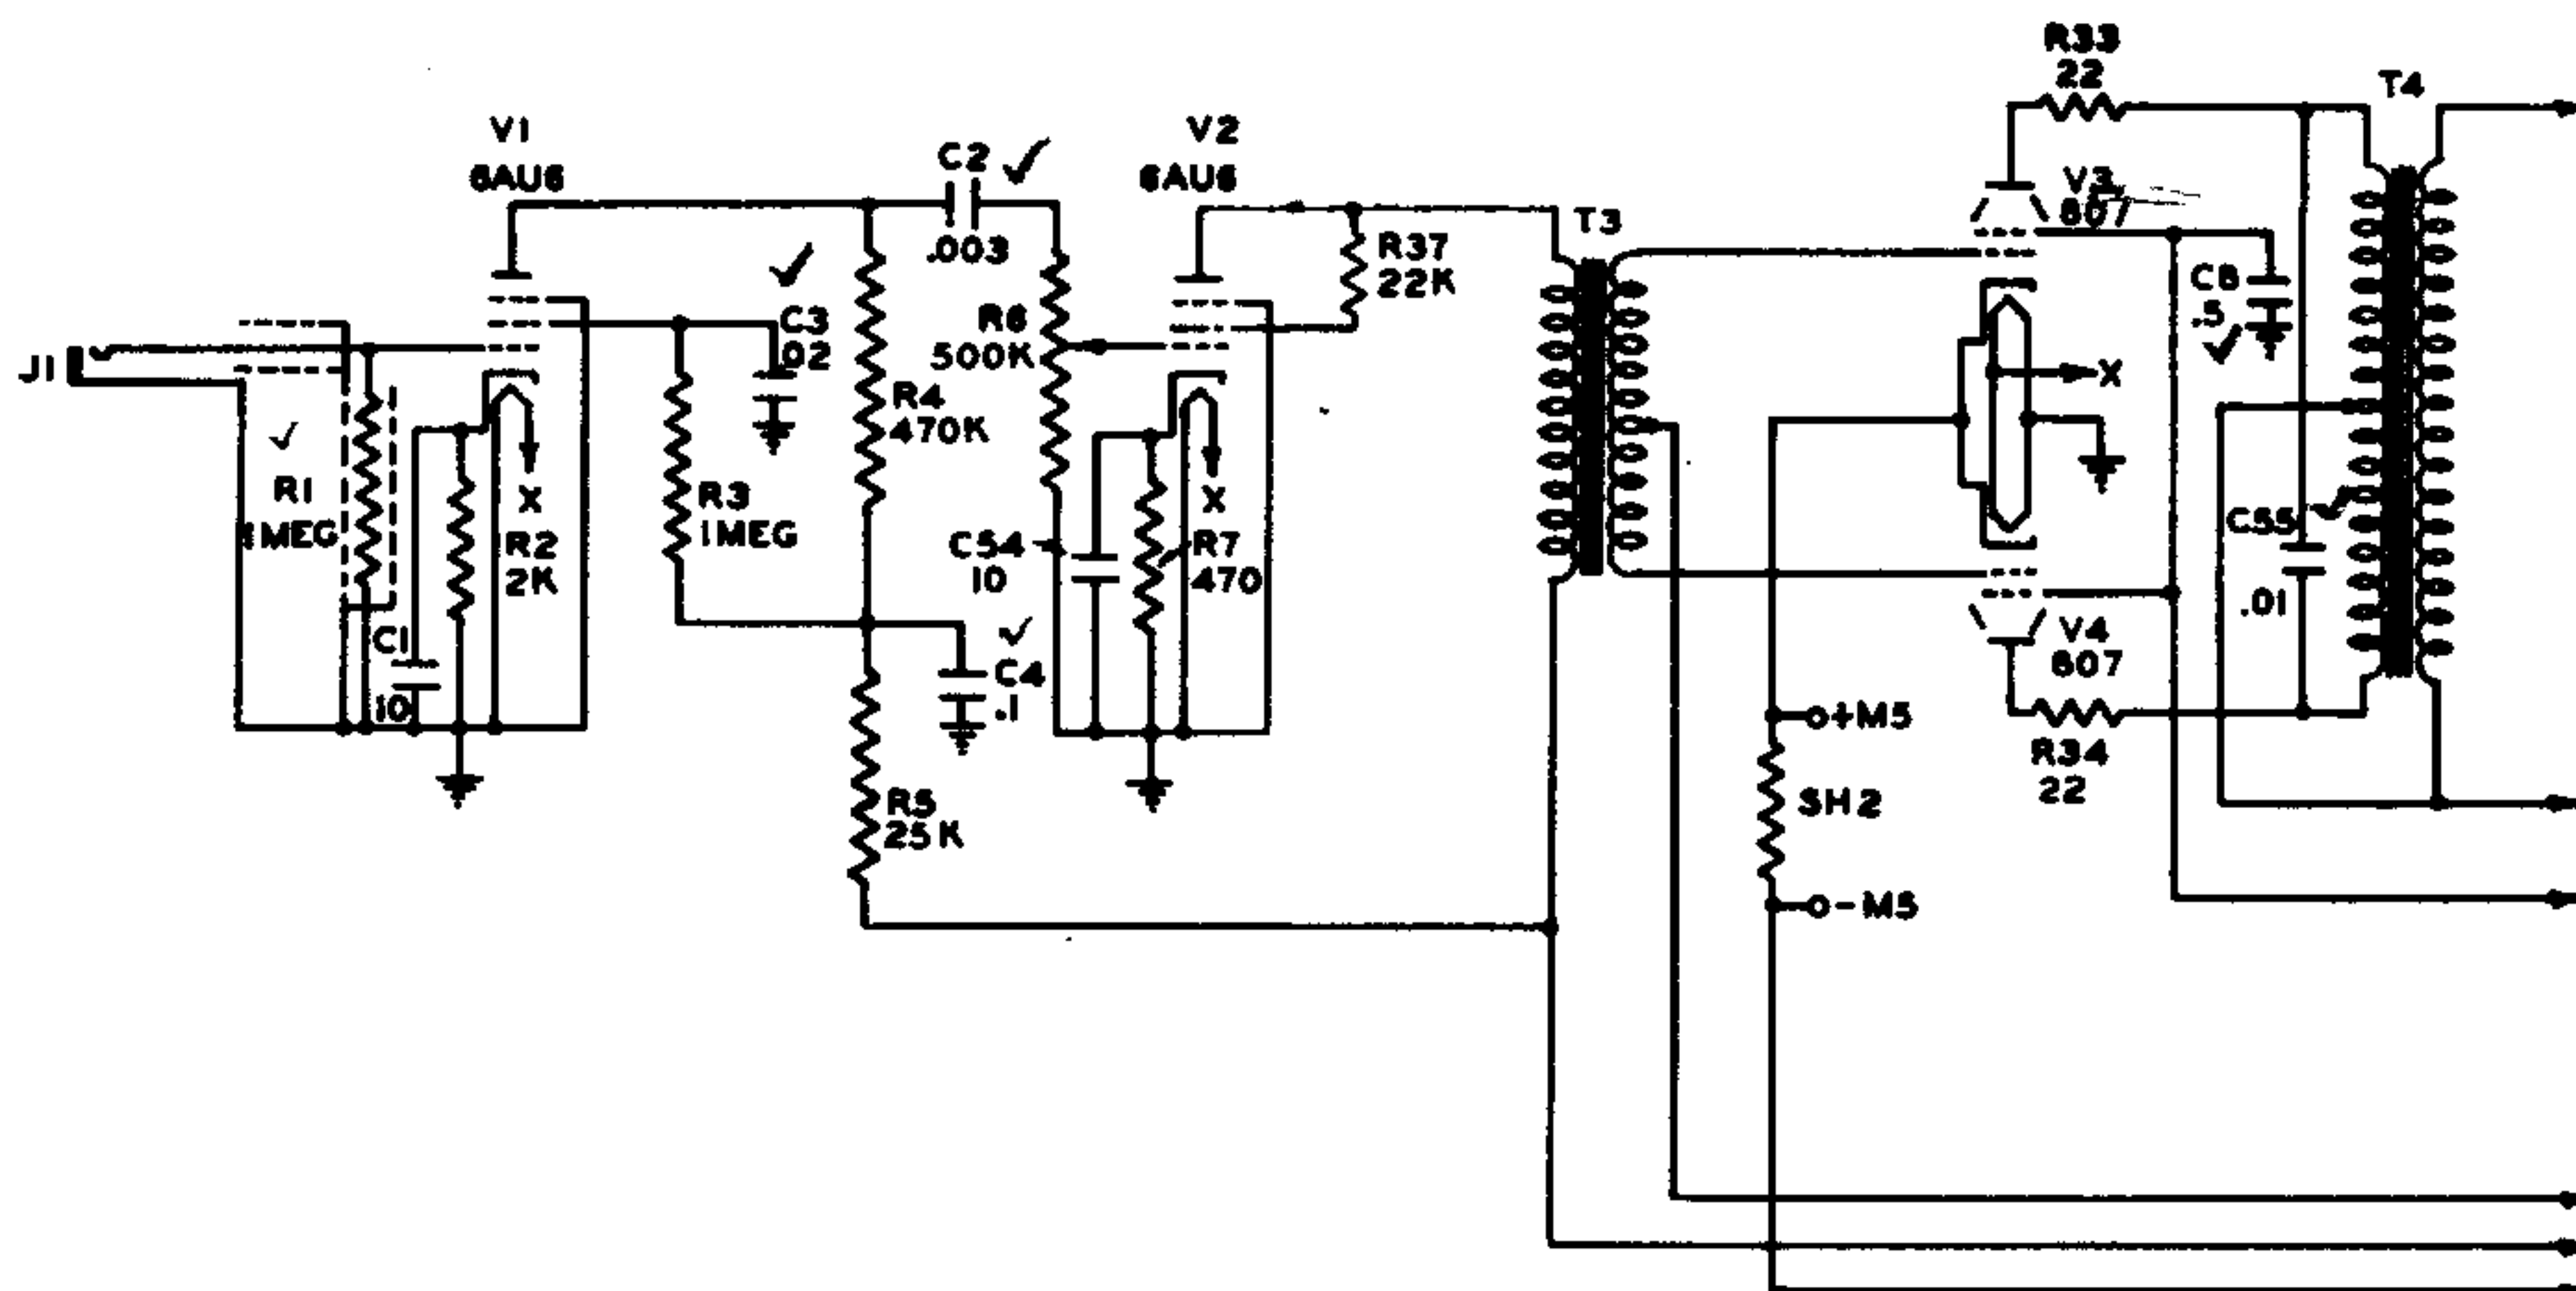 R33
22
T4
V1
6AU6
C2
.003
V2
6AU6
V3
807
T3
R37
22K
C3
.02
R6
500K
C8
.5
J1
R4
470K
X
X
R1
1MEG
X
R3
1MEG
R2
2K
X
C54
10
R7
470
C55
.01
C1
10
C4
.1
V4
807
+M5
R34
22
SH2
R5
25K
-M5